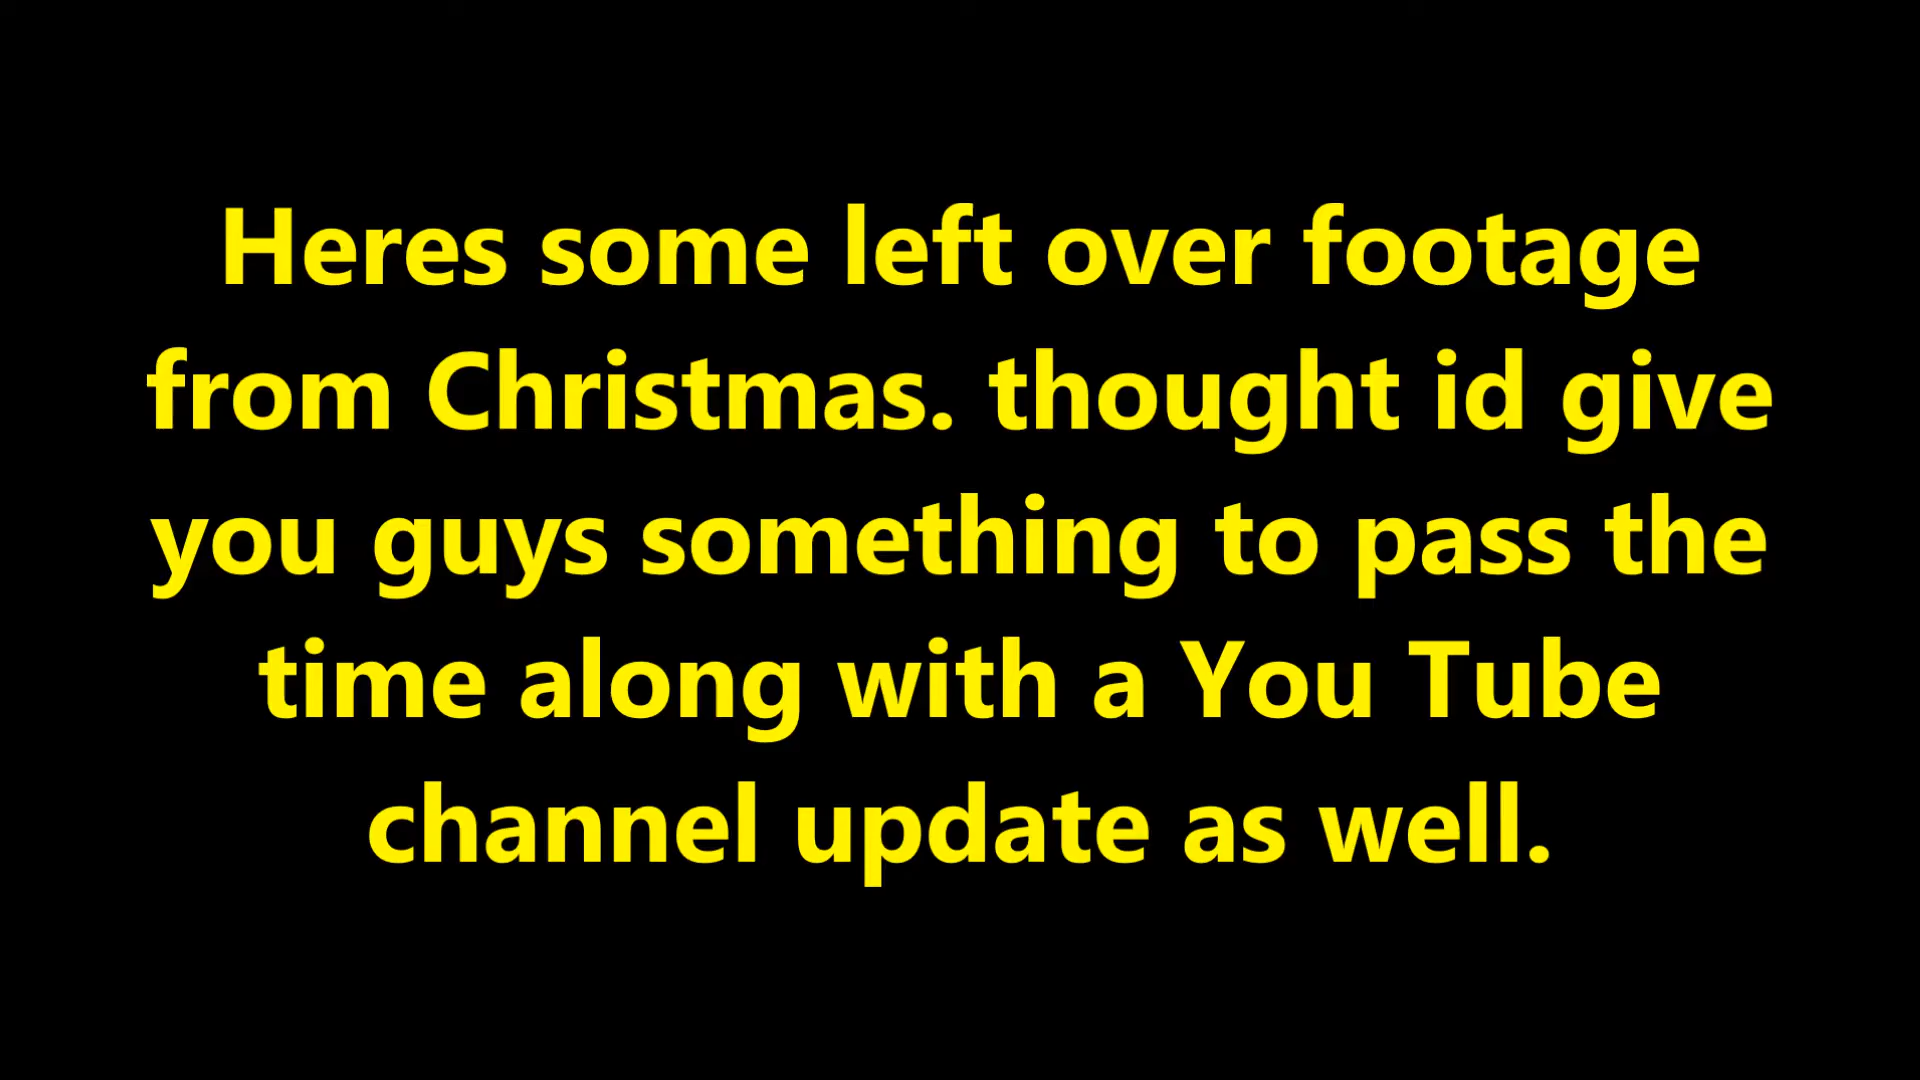 Heres some left over footage
from Christmas. thought id give
you guys something to pass the
time along with a You Tube
channel update as well.